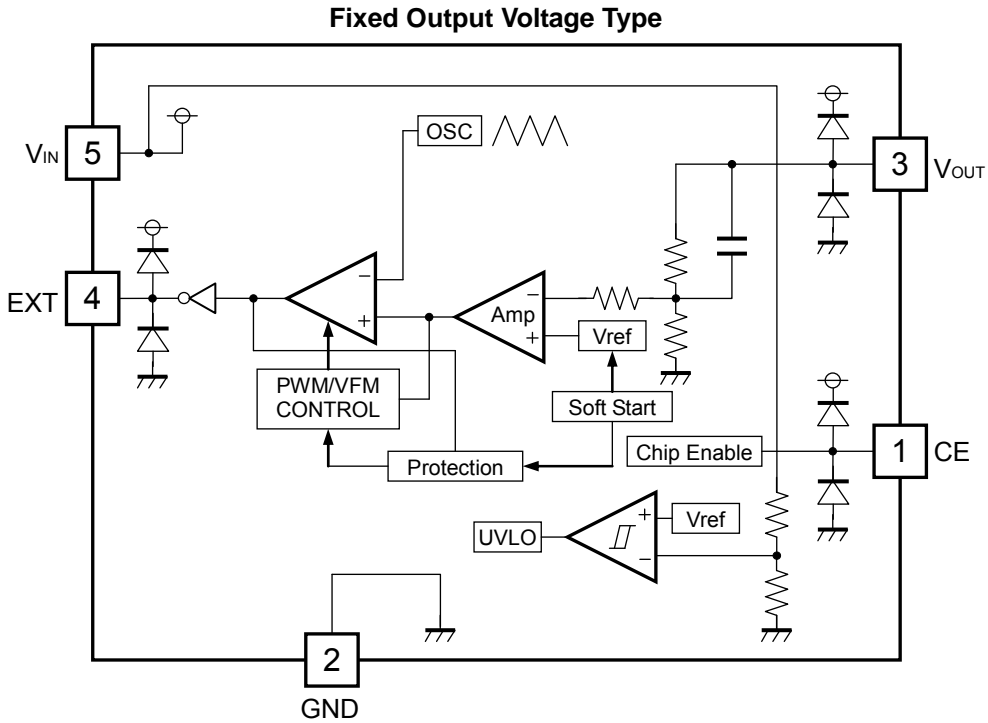 Fixed Output Voltage Type
OSC
5
VIN
3
VOUT
4
EXT
−
+
Amp
−
+
Vref
PWM/VFM
CONTROL
Soft Start
Protection
Chip Enable
1
CE
UVLO
+
−
Vref
2
GND